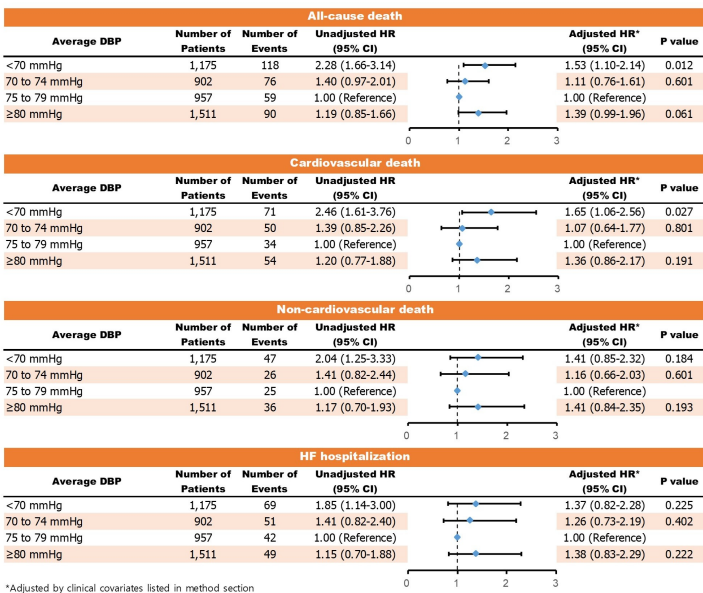 All-cause death
Average DBP Number of Patients Number of Events Unadjusted HR (95% CI) Adjusted HR* (95% CI) P value
<70 mmHg 1,175 118 2.28 (1.66-3.14) 1.53 (1.10-2.14) 0.012
70 to 74 mmHg 902 76 1.40 (0.97-2.01) 1.11 (0.76-1.61) 0.601
75 to 79 mmHg 957 59 1.00 (Reference) 1.00 (Reference)
≥80 mmHg 1,511 90 1.19 (0.85-1.66) 1.39 (0.99-1.96) 0.061
0 1 2 3
Cardiovascular death
Average DBP Number of Patients Number of Events Unadjusted HR (95% CI) Adjusted HR* (95% CI) P value
<70 mmHg 1,175 71 2.46 (1.61-3.76) 1.65 (1.06-2.56) 0.027
70 to 74 mmHg 902 50 1.39 (0.85-2.26) 1.07 (0.64-1.77) 0.801
75 to 79 mmHg 957 34 1.00 (Reference) 1.00 (Reference)
≥80 mmHg 1,511 54 1.20 (0.77-1.88) 1.36 (0.86-2.17) 0.191
0 1 2 3
Non-cardiovascular death
Average DBP Number of Patients Number of Events Unadjusted HR (95% CI) Adjusted HR* (95% CI) P value
<70 mmHg 1,175 47 2.04 (1.25-3.33) 1.41 (0.85-2.32) 0.184
70 to 74 mmHg 902 26 1.41 (0.82-2.44) 1.16 (0.66-2.03) 0.601
75 to 79 mmHg 957 25 1.00 (Reference) 1.00 (Reference)
≥80 mmHg 1,511 36 1.17 (0.70-1.93) 1.41 (0.84-2.35) 0.193
0 1 2 3
HF hospitalization
Average DBP Number of Patients Number of Events Unadjusted HR (95% CI) Adjusted HR* (95% CI) P value
<70 mmHg 1,175 69 1.85 (1.14-3.00) 1.37 (0.82-2.28) 0.225
70 to 74 mmHg 902 51 1.41 (0.82-2.40) 1.26 (0.73-2.19) 0.402
75 to 79 mmHg 957 42 1.00 (Reference) 1.00 (Reference)
≥80 mmHg 1,511 49 1.15 (0.70-1.88) 1.38 (0.83-2.29) 0.222
0 1 2 3
*Adjusted by clinical covariates listed in method section